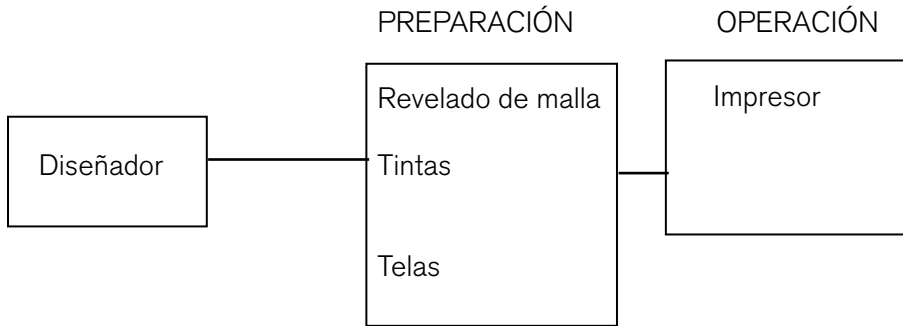 PREPARACIÓN
OPERACIÓN
Diseñador
Revelado de malla
Tintas
Telas
Impresor